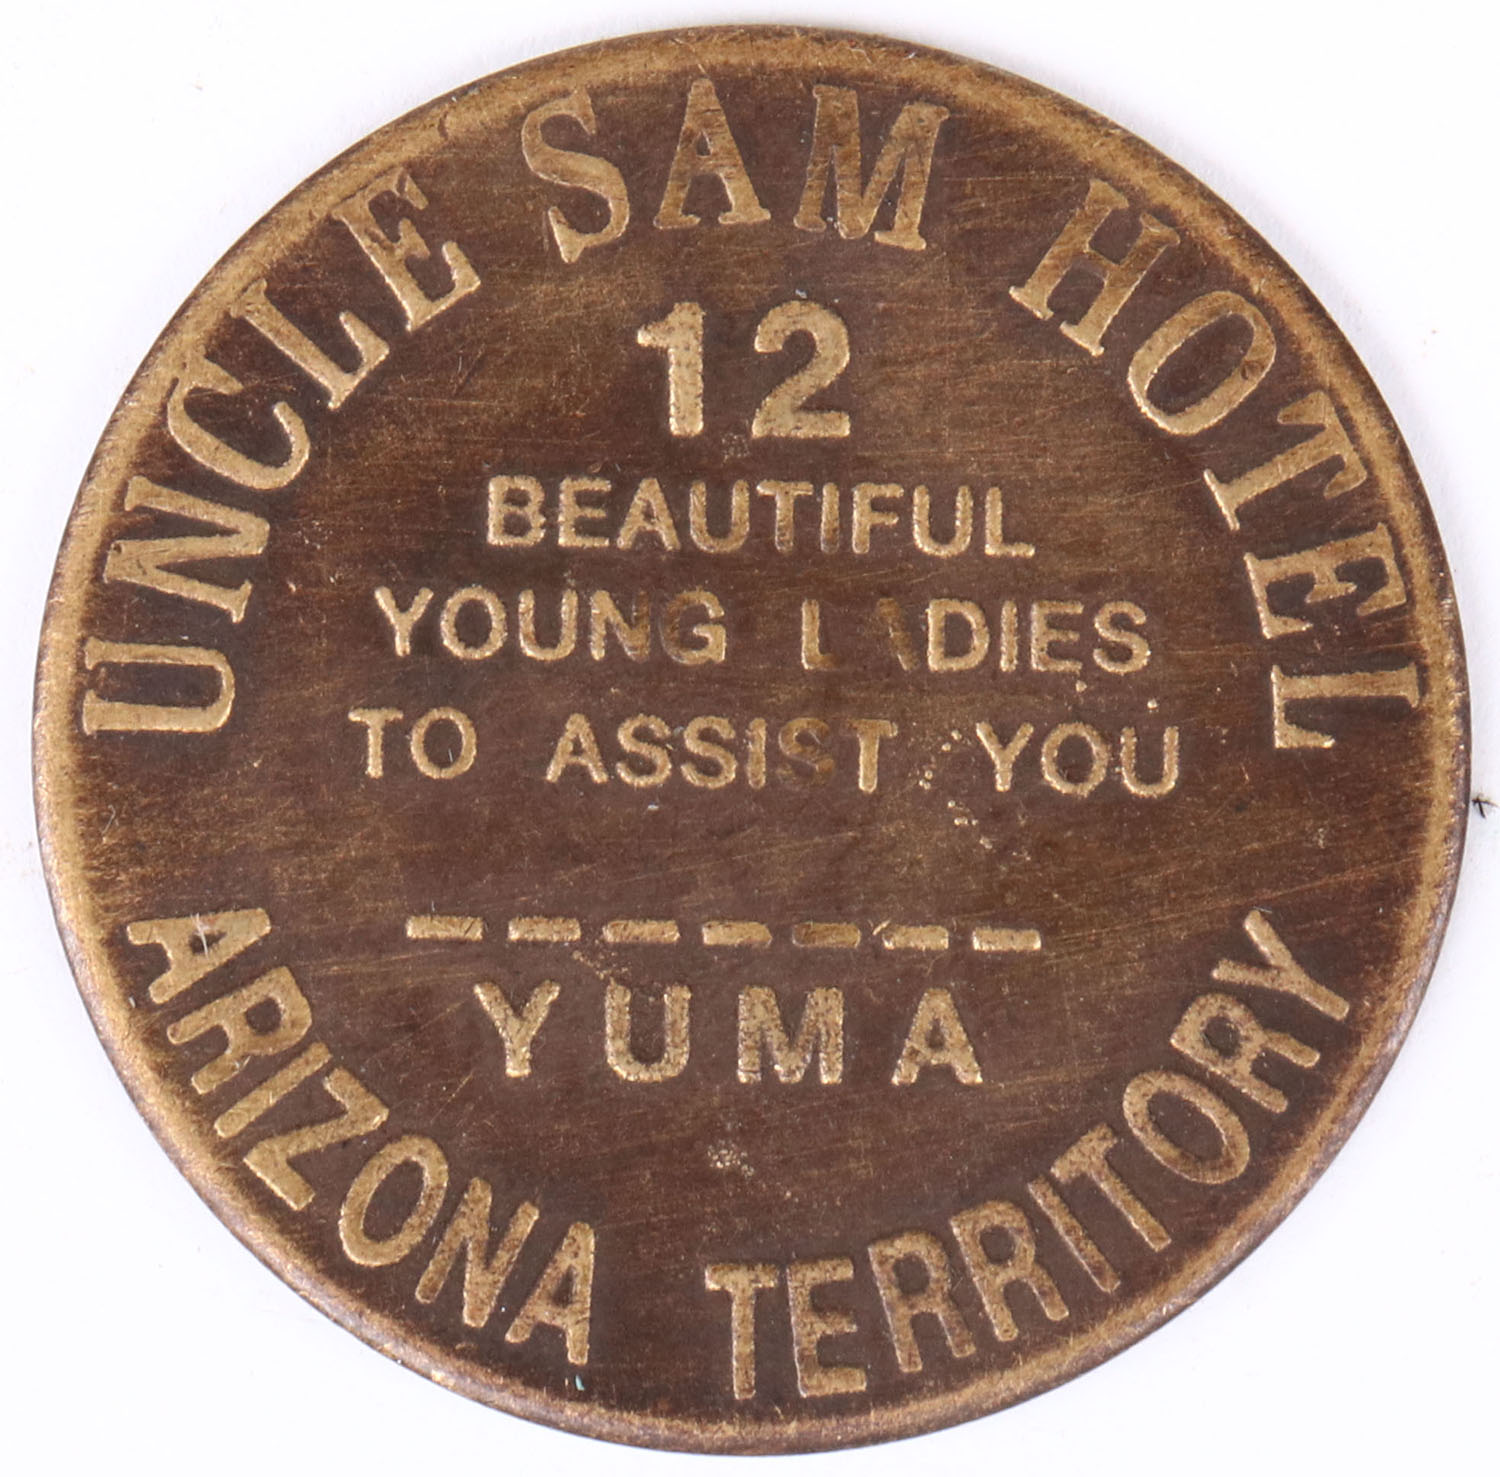 UNCLE SAM HOTEL
12
BEAUTIFUL
YOUNG LADIES
TO ASSIST YOU
-------
YUMA
ARIZONA TERRITORY